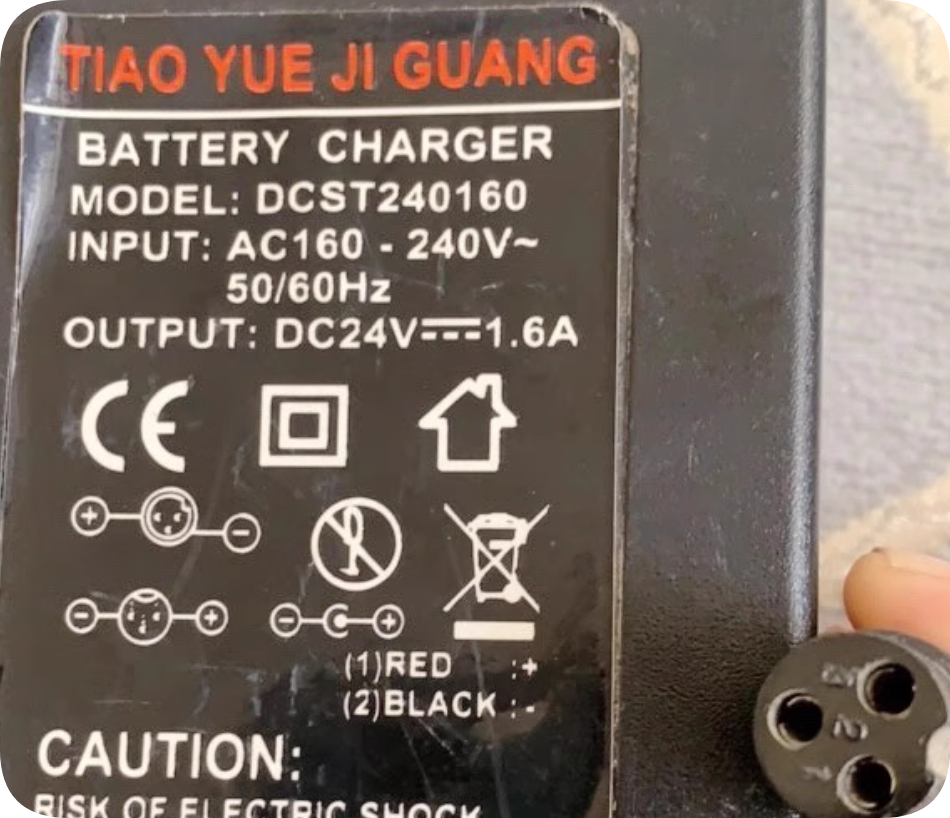 TIAO YUE JI GUANG
BATTERY CHARGER
MODEL: DCST240160
INPUT: AC160 - 240V~
50/60Hz
OUTPUT: DC24V⎓1.6A
CE
(1)RED :+
(2)BLACK : -
CAUTION:
RISK OF ELECTRIC SHOCK